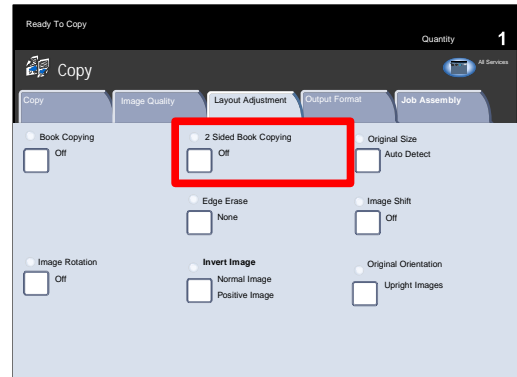 Ready To Copy
Quantity 1
Copy
All Services
Copy
Image Quality
Layout Adjustment
Output Format
Job Assembly
Book Copying
Off
2 Sided Book Copying
Off
Original Size
Auto Detect
Edge Erase
None
Image Shift
Off
Image Rotation
Off
Invert Image
Normal Image
Positive Image
Original Orientation
Upright Images